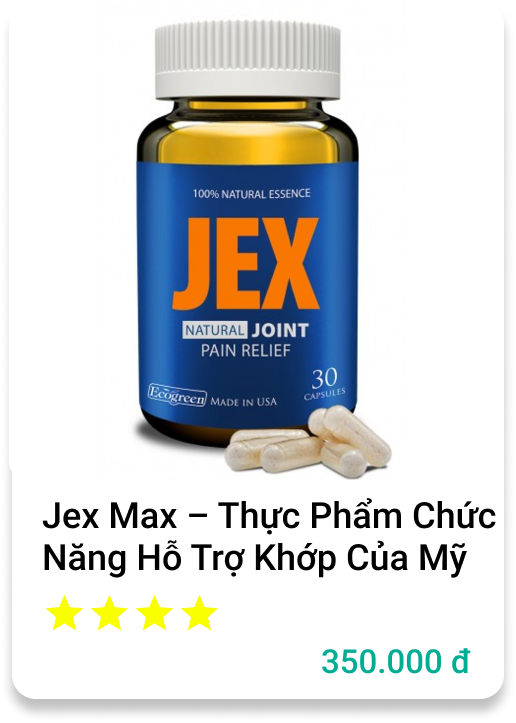 100% NATURAL ESSENCE
JEX
NATURAL JOINT
PAIN RELIEF
30
CAPSULES
Ecogreen MADE IN USA
Jex Max – Thực Phẩm Chức
Năng Hỗ Trợ Khớp Của Mỹ
350.000 đ